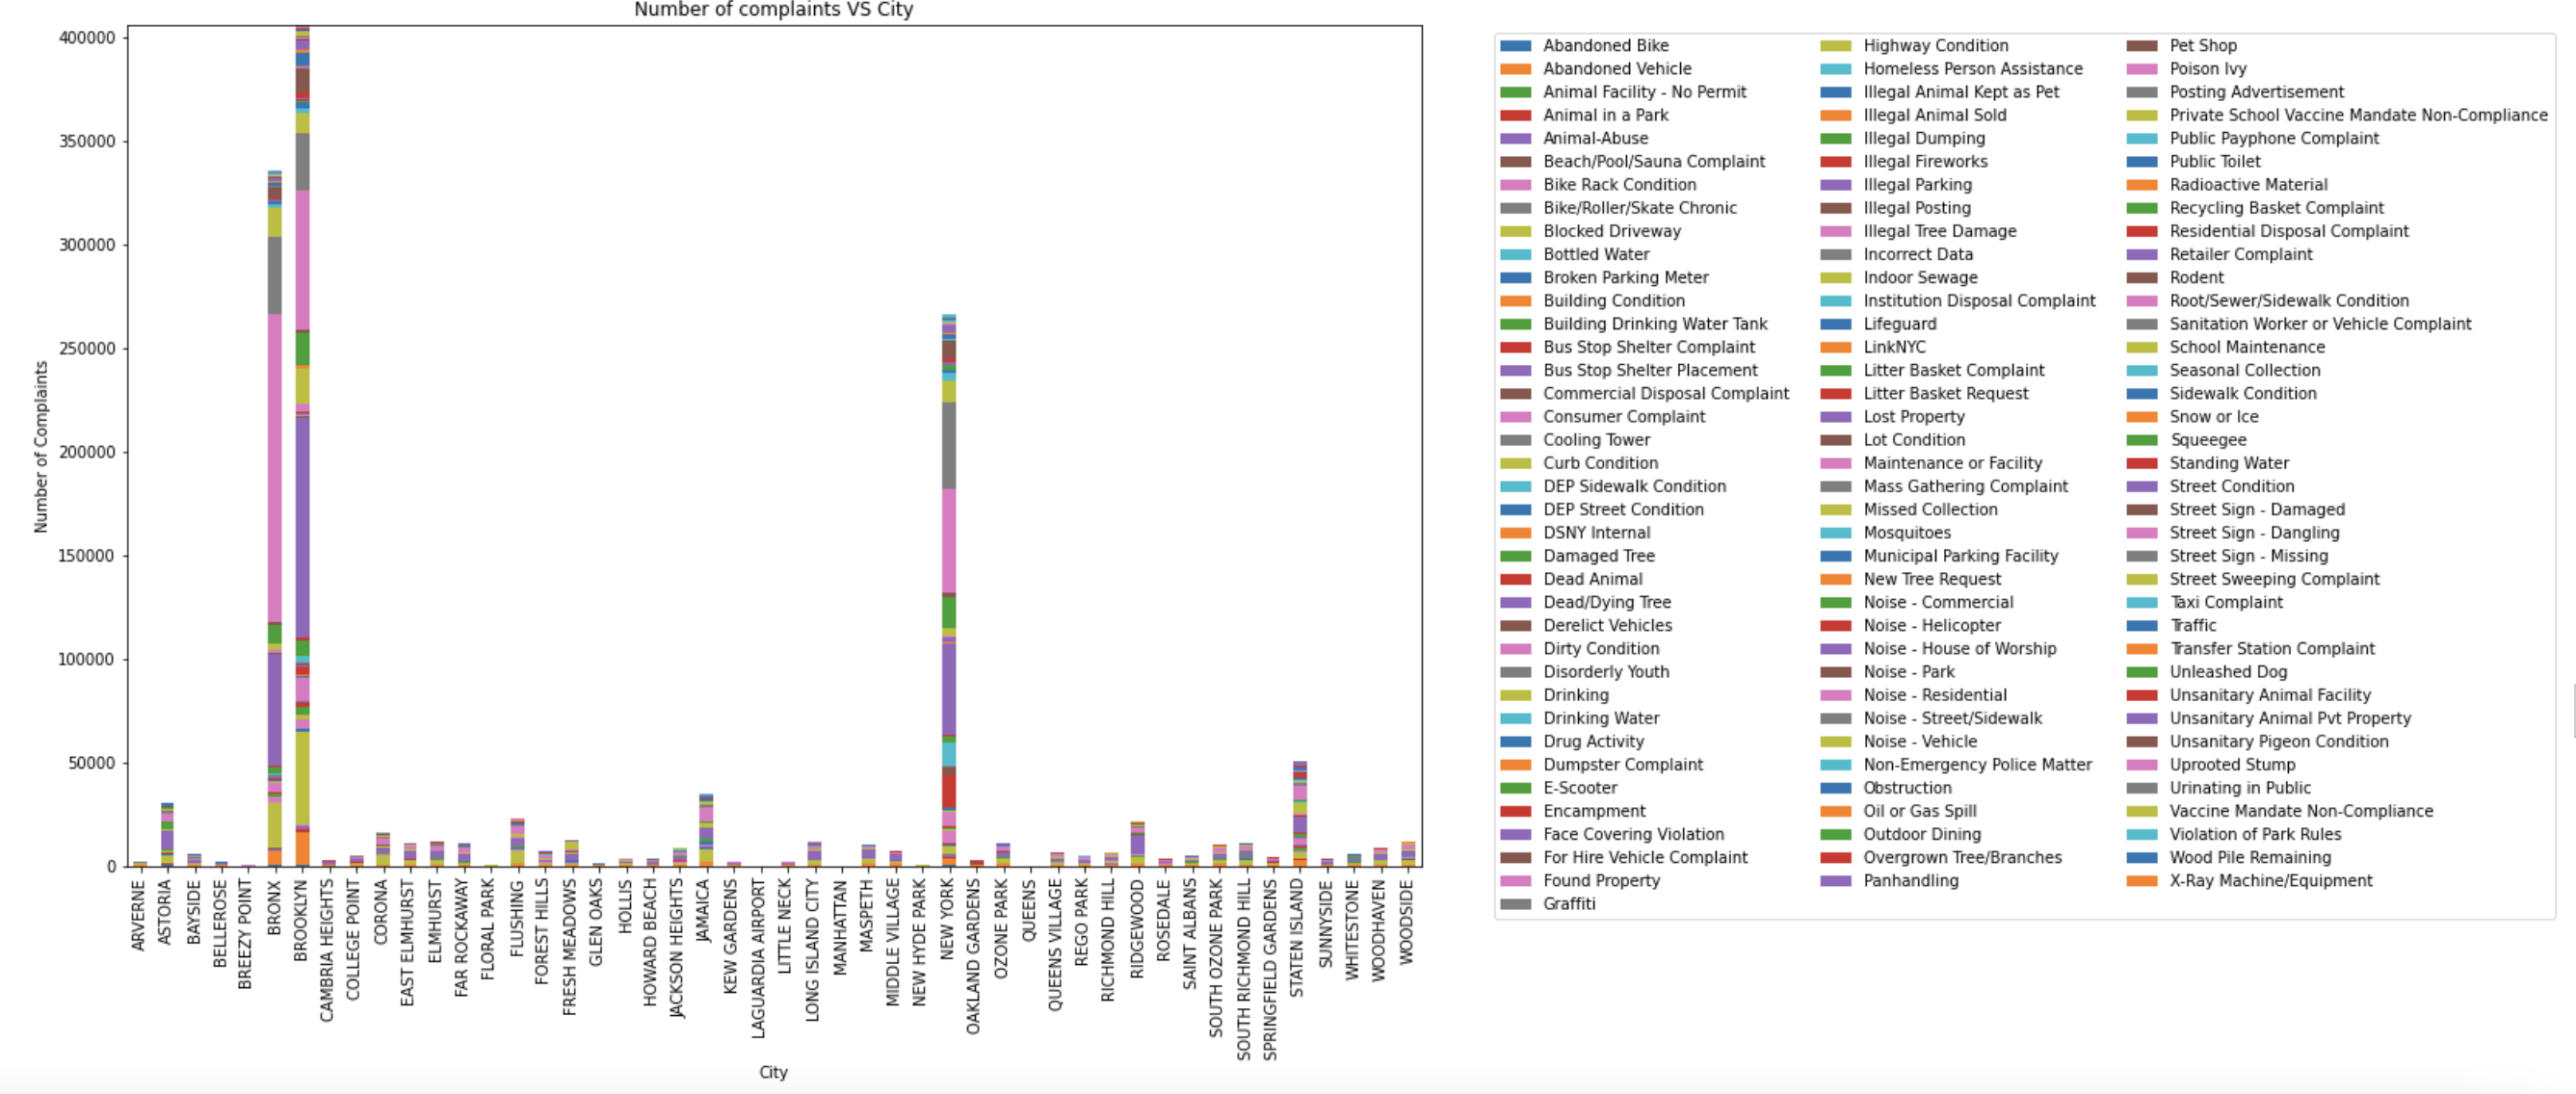 Number of complaints VS City
400000
350000
300000
250000
200000
150000
100000
50000
0
Number of Complaints
ARVERNE
ASTORIA
BAYSIDE
BELLEROSE
BREEZY POINT
BRONX
BROOKLYN
CAMBRIA HEIGHTS
COLLEGE POINT
CORONA
EAST ELMHURST
ELMHURST
FAR ROCKAWAY
FLORAL PARK
FLUSHING
FOREST HILLS
FRESH MEADOWS
GLEN OAKS
HOLLIS
HOWARD BEACH
JACKSON HEIGHTS
JAMAICA
KEW GARDENS
LAGUARDIA AIRPORT
LITTLE NECK
LONG ISLAND CITY
MANHATTAN
MASPETH
MIDDLE VILLAGE
NEW HYDE PARK
NEW YORK
OAKLAND GARDENS
OZONE PARK
QUEENS
QUEENS VILLAGE
REGO PARK
RICHMOND HILL
RIDGEWOOD
ROSEDALE
SAINT ALBANS
SOUTH OZONE PARK
SOUTH RICHMOND HILL
SPRINGFIELD GARDENS
STATEN ISLAND
SUNNYSIDE
WHITESTONE
WOODHAVEN
WOODSIDE
City
Abandoned Bike
Abandoned Vehicle
Animal Facility - No Permit
Animal in a Park
Animal-Abuse
Beach/Pool/Sauna Complaint
Bike Rack Condition
Bike/Roller/Skate Chronic
Blocked Driveway
Bottled Water
Broken Parking Meter
Building Condition
Building Drinking Water Tank
Bus Stop Shelter Complaint
Bus Stop Shelter Placement
Commercial Disposal Complaint
Consumer Complaint
Cooling Tower
Curb Condition
DEP Sidewalk Condition
DEP Street Condition
DSNY Internal
Damaged Tree
Dead Animal
Dead/Dying Tree
Derelict Vehicles
Dirty Condition
Disorderly Youth
Drinking
Drinking Water
Drug Activity
Dumpster Complaint
E-Scooter
Encampment
Face Covering Violation
For Hire Vehicle Complaint
Found Property
Graffiti
Highway Condition
Homeless Person Assistance
Illegal Animal Kept as Pet
Illegal Animal Sold
Illegal Dumping
Illegal Fireworks
Illegal Parking
Illegal Posting
Illegal Tree Damage
Incorrect Data
Indoor Sewage
Institution Disposal Complaint
Lifeguard
LinkNYC
Litter Basket Complaint
Litter Basket Request
Lost Property
Lot Condition
Maintenance or Facility
Mass Gathering Complaint
Missed Collection
Mosquitoes
Municipal Parking Facility
New Tree Request
Noise - Commercial
Noise - Helicopter
Noise - House of Worship
Noise - Park
Noise - Residential
Noise - Street/Sidewalk
Noise - Vehicle
Non-Emergency Police Matter
Obstruction
Oil or Gas Spill
Outdoor Dining
Overgrown Tree/Branches
Panhandling
Pet Shop
Poison Ivy
Posting Advertisement
Private School Vaccine Mandate Non-Compliance
Public Payphone Complaint
Public Toilet
Radioactive Material
Recycling Basket Complaint
Residential Disposal Complaint
Retailer Complaint
Rodent
Root/Sewer/Sidewalk Condition
Sanitation Worker or Vehicle Complaint
School Maintenance
Seasonal Collection
Sidewalk Condition
Snow or Ice
Squeegee
Standing Water
Street Condition
Street Sign - Damaged
Street Sign - Dangling
Street Sign - Missing
Street Sweeping Complaint
Taxi Complaint
Traffic
Transfer Station Complaint
Unleashed Dog
Unsanitary Animal Facility
Unsanitary Animal Pvt Property
Unsanitary Pigeon Condition
Uprooted Stump
Urinating in Public
Vaccine Mandate Non-Compliance
Violation of Park Rules
Wood Pile Remaining
X-Ray Machine/Equipment